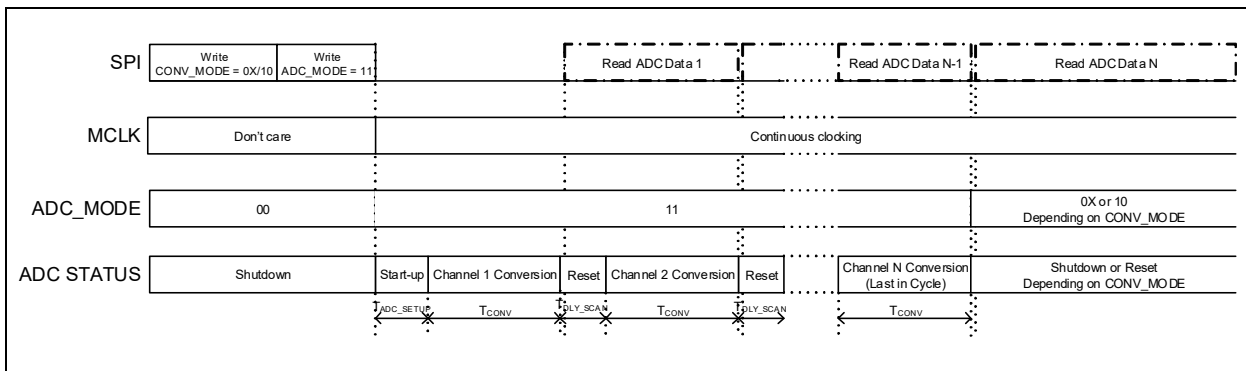 SPI
Write
CONV_MODE = 0X/10
Write
ADC_MODE = 11
Read ADC Data 1
Read ADC Data N-1
Read ADC Data N
MCLK
Don't care
Continuous clocking
ADC_MODE
00
11
0X or 10
Depending on CONV_MODE
ADC STATUS
Shutdown
Start-up
Channel 1 Conversion
Reset
Channel 2 Conversion
Reset
Channel N Conversion
(Last in Cycle)
Shutdown or Reset
Depending on CONV_MODE
TADC_SETUP
TCONV
TDLY_SCAN
TCONV
TDLY_SCAN
TCONV